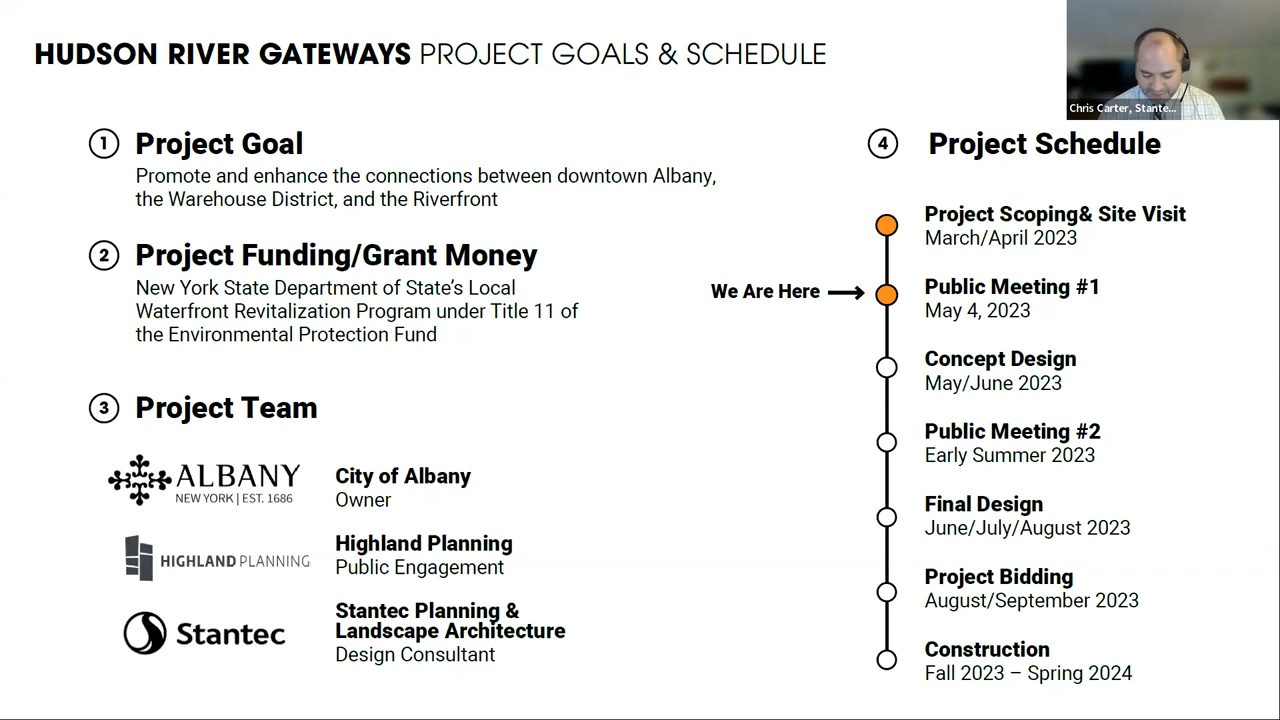 HUDSON RIVER GATEWAYS PROJECT GOALS & SCHEDULE
Chris Carter, Stante...
1 Project Goal
Promote and enhance the connections between downtown Albany,
the Warehouse District, and the Riverfront
2 Project Funding/Grant Money
New York State Department of State's Local
Waterfront Revitalization Program under Title 11 of
the Environmental Protection Fund
3 Project Team
ALBANY
NEW YORK | EST. 1686
City of Albany
Owner
HIGHLAND PLANNING
Highland Planning
Public Engagement
Stantec
Stantec Planning &
Landscape Architecture
Design Consultant
4 Project Schedule
Project Scoping& Site Visit
March/April 2023
We Are Here
Public Meeting #1
May 4, 2023
Concept Design
May/June 2023
Public Meeting #2
Early Summer 2023
Final Design
June/July/August 2023
Project Bidding
August/September 2023
Construction
Fall 2023 – Spring 2024